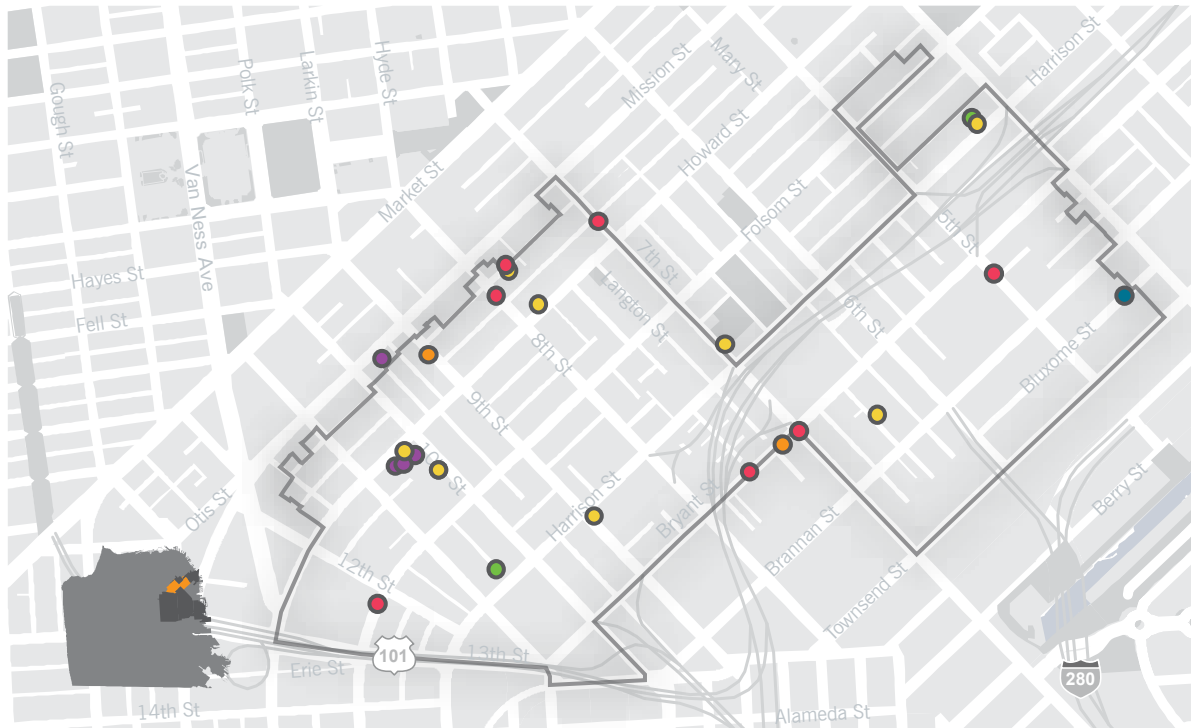 Gough St
Polk St
Larkin St
Hyde St
Mission St
Mary St
Harrison St
Howard St
Van Ness Ave
Market St
Folsom St
5th St
7th St
Hayes St
Fell St
Langton St
6th St
8th St
Bluxome St
9th St
10 St
Otis St
Harrison St
Bryant St
Berry St
Brannan St
12th St
Townsend St
101
13th St
Erie St
280
14th St
Alameda St